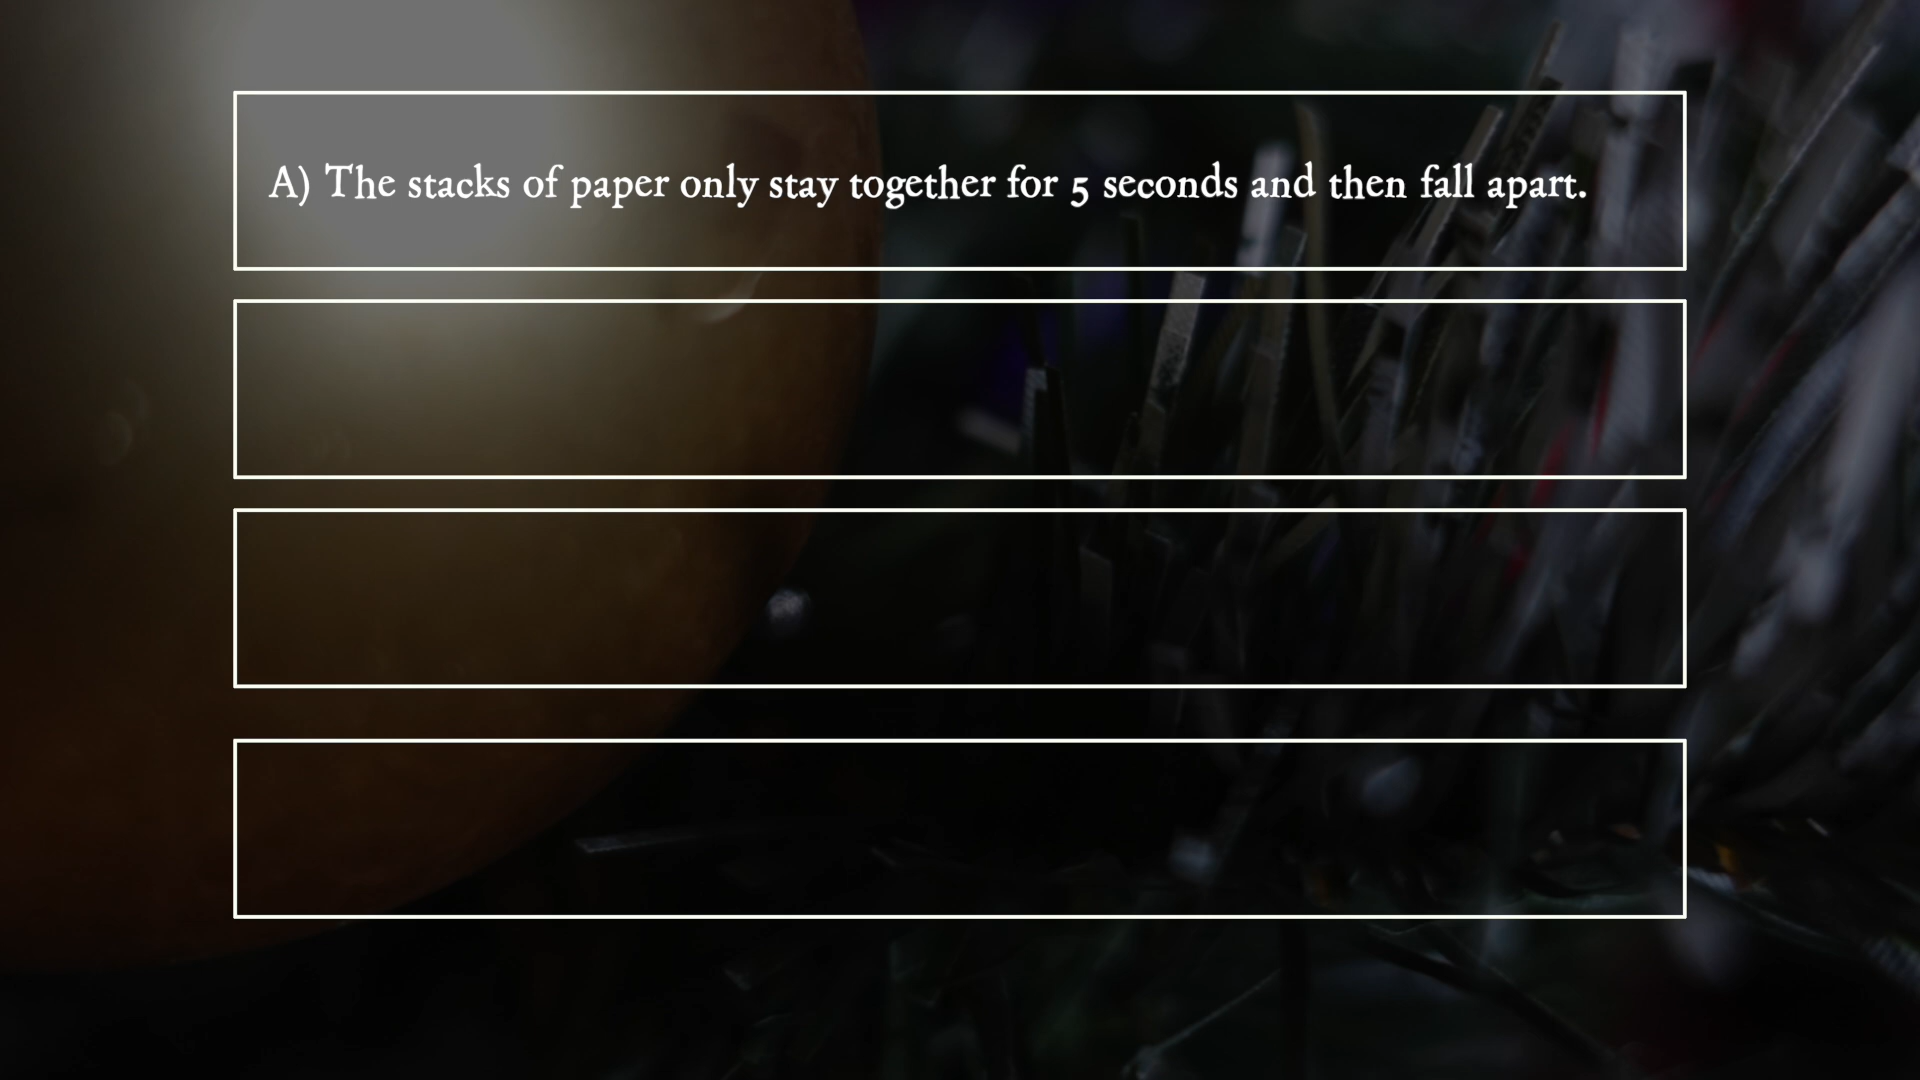 A) The stacks of paper only stay together for 5 seconds and then fall apart.